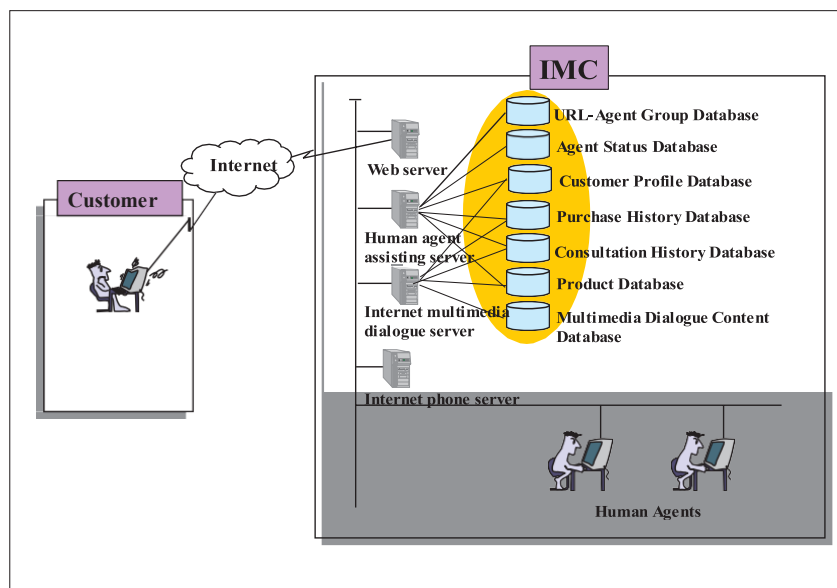 IMC
URL-Agent Group Database
Agent Status Database
Internet
Web server
Customer Profile Database
Customer
Purchase History Database
Human agent
assisting server
Consultation History Database
Product Database
Internet multimedia
dialogue server
Multimedia Dialogue Content
Database
Internet phone server
Human Agents